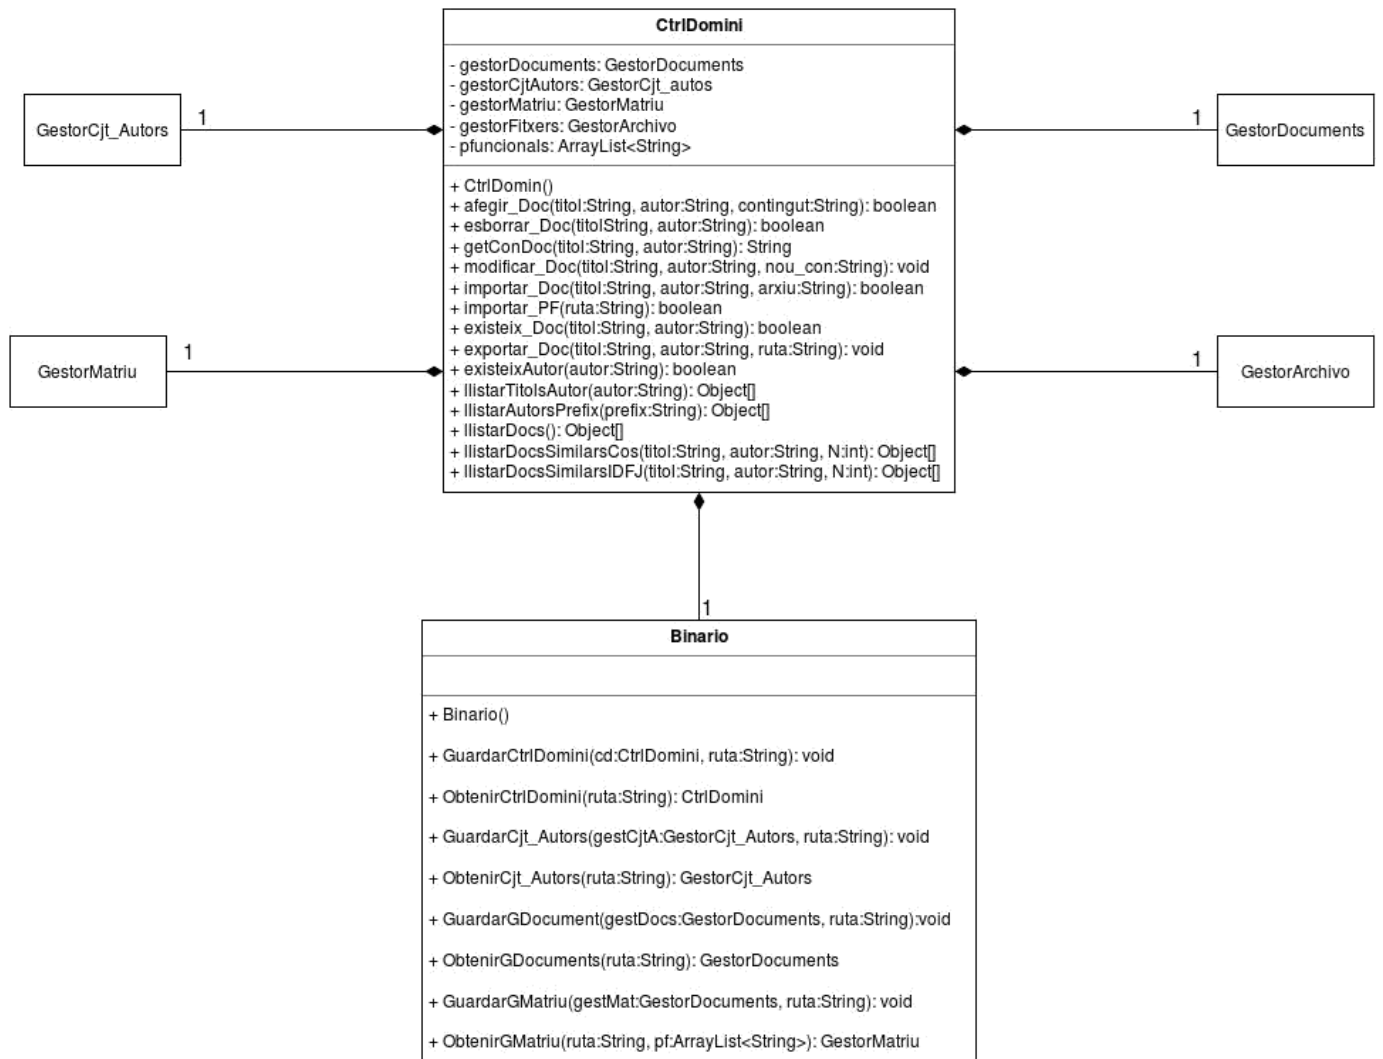 CtrlDomini
- gestorDocuments: GestorDocuments
- gestorCjtAutors: GestorCjt_autos
- gestorMatriu: GestorMatriu
- gestorFitxers: GestorArchivo
- pfuncionals: ArrayList<String>
GestorCjt_Autors
1
1
GestorDocuments
+ CtrlDomin()
+ afegir_Doc(titol:String, autor:String, contingut:String): boolean
+ esborrar_Doc(titolString, autor:String): boolean
+ getConDoc(titol:String, autor:String): String
+ modificar_Doc(titol:String, autor:String, nou_con:String): void
+ importar_Doc(titol:String, autor:String, arxiu:String): boolean
+ importar_PF(ruta:String): boolean
+ existeix_Doc(titol:String, autor:String): boolean
+ exportar_Doc(titol:String, autor:String, ruta:String): void
+ existeixAutor(autor:String): boolean
+ llistarTitolsAutor(autor:String): Object[]
+ llistarAutorsPrefix(prefix:String): Object[]
+ llistarDocs(): Object[]
+ llistarDocsSimilarsCos(titol:String, autor:String, N:int): Object[]
+ llistarDocsSimilarsIDFJ(titol:String, autor:String, N:int): Object[]
GestorMatriu
1
1
GestorArchivo
1
Binario
+ Binario()
+ GuardarCtrlDomini(cd:CtrlDomini, ruta:String): void
+ ObtenirCtrlDomini(ruta:String): CtrlDomini
+ GuardarCjt_Autors(gestCjtA:GestorCjt_Autors, ruta:String): void
+ ObtenirCjt_Autors(ruta:String): GestorCjt_Autors
+ GuardarGDocument(gestDocs:GestorDocuments, ruta:String):void
+ ObtenirGDocuments(ruta:String): GestorDocuments
+ GuardarGMatriu(gestMat:GestorDocuments, ruta:String): void
+ ObtenirGMatriu(ruta:String, pf:ArrayList<String>): GestorMatriu